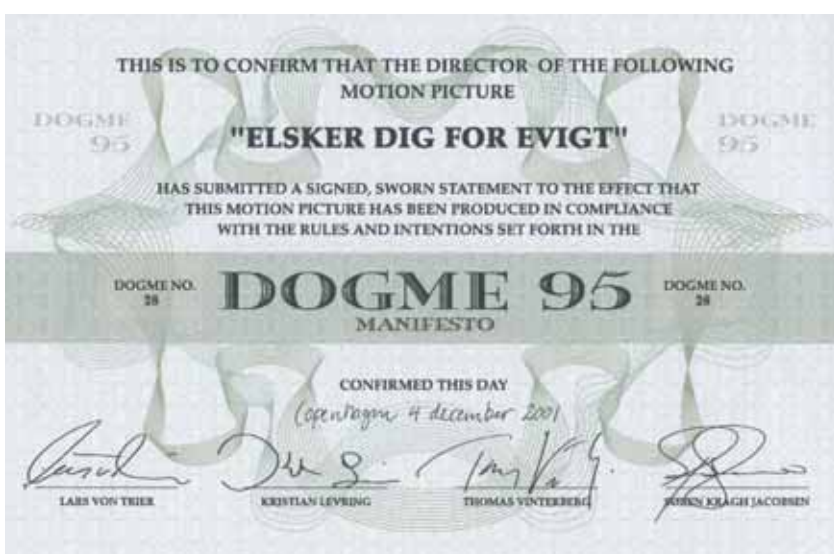 THIS IS TO CONFIRM THAT THE DIRECTOR OF THE FOLLOWING
MOTION PICTURE
DOGME
95
DOGME
95
"ELSKER DIG FOR EVIGT"
HAS SUBMITTED A SIGNED, SWORN STATEMENT TO THE EFFECT THAT
THIS MOTION PICTURE HAS BEEN PRODUCED IN COMPLIANCE
WITH THE RULES AND INTENTIONS SET FORTH IN THE
DOGME NO.
28
DOGME 95
MANIFESTO
DOGME NO.
28
CONFIRMED THIS DAY
Copenhagen 4 december 2001
LARS VON TRIER
KRISTIAN LEVRING
THOMAS VINTERBERG
SØREN KRAGH JACOBSEN